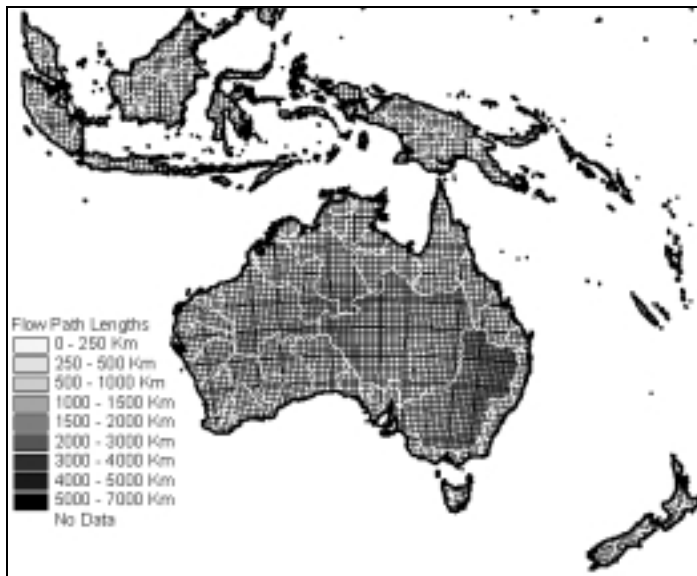 Flow Path Lengths
0 - 250 Km
250 - 500 Km
500 - 1000 Km
1000 - 1500 Km
1500 - 2000 Km
2000 - 3000 Km
3000 - 4000 Km
4000 - 5000 Km
5000 - 7000 Km
No Data